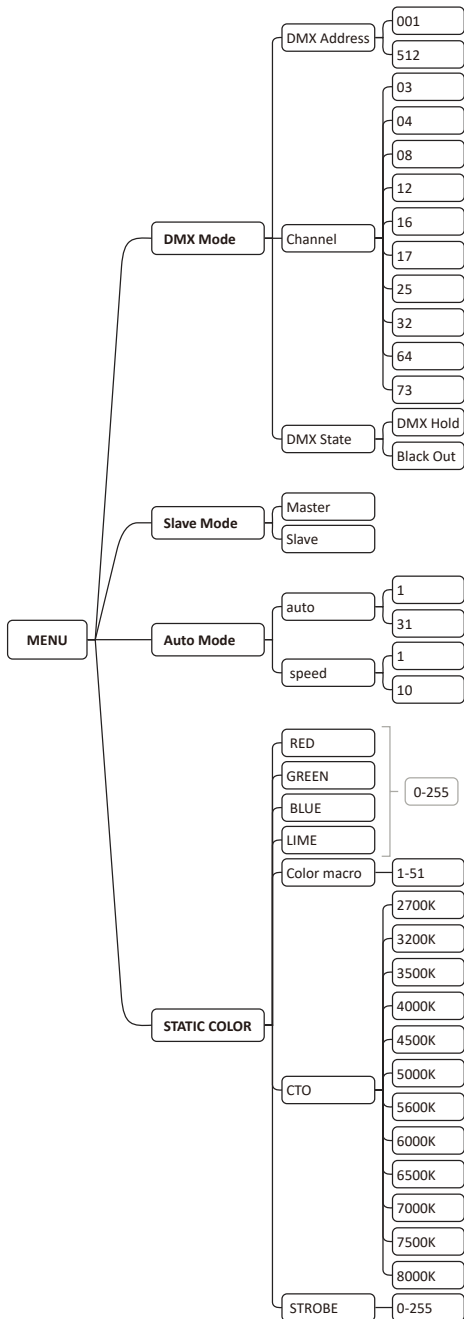 MENU
DMX Mode
DMX Address
001
512
Channel
03
04
08
12
16
17
25
32
64
73
DMX State
DMX Hold
Black Out
Slave Mode
Master
Slave
Auto Mode
auto
1
31
speed
1
10
STATIC COLOR
RED
GREEN
BLUE
LIME
0-255
Color macro
1-51
CTO
2700K
3200K
3500K
4000K
4500K
5000K
5600K
6000K
6500K
7000K
7500K
8000K
STROBE
0-255